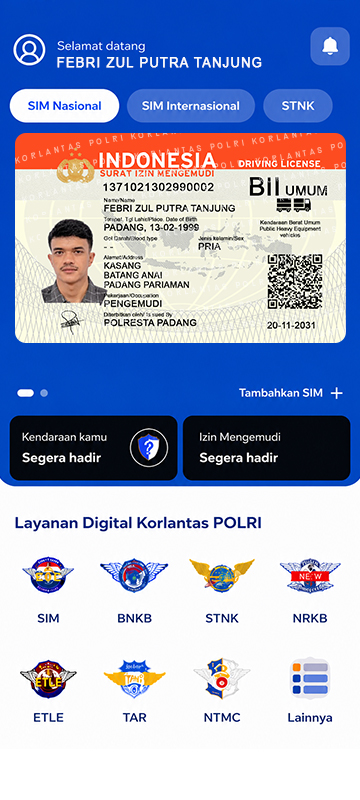 Selamat datang
FEBRI ZUL PUTRA TANJUNG
SIM Nasional
SIM Internasional
STNK
KORLANTAS POLRI KORLANTAS POLRI KORLANTAS
INDONESIA
DRIVING LICENSE
SURAT IZIN MENGEMUDI
1371021302990002
BII UMUM
Nama/Name
FEBRI ZUL PUTRA TANJUNG
Tempat, Tgl Lahir/Place, Date of Birth
PADANG, 13-02-1999
Gol Darah/Blood type
Jenis kelamin/Sex
- -
PRIA
Kendaraan Berat Umum
Public Heavy Equipment
vehicles
Alamat/Address
KASANG
BATANG ANAI
PADANG PARIAMAN
Pekerjaan/Occupation
PENGEMUDI
Diterbitkan oleh/
POLRESTA PADANG
20-11-2031
Tambahkan SIM +
Kendaraan kamu
Segera hadir
Izin Mengemudi
Segera hadir
Layanan Digital Korlantas POLRI
SIM
BNKB
STNK
NRKB
ETLE
ETLE
TAR
NTMC
Lainnya